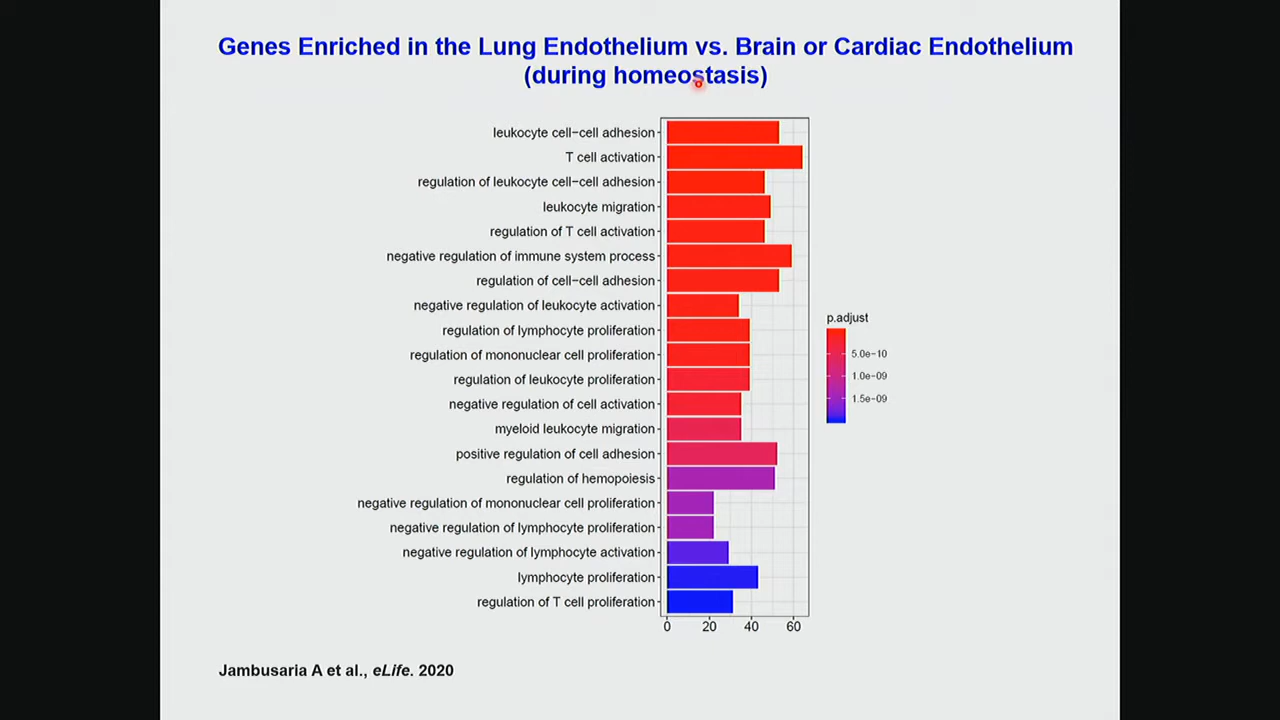 Genes Enriched in the Lung Endothelium vs. Brain or Cardiac Endothelium
(during homeostasis)
leukocyte cell−cell adhesion
T cell activation
regulation of leukocyte cell−cell adhesion
leukocyte migration
regulation of T cell activation
negative regulation of immune system process
regulation of cell−cell adhesion
negative regulation of leukocyte activation
regulation of lymphocyte proliferation
regulation of mononuclear cell proliferation
regulation of leukocyte proliferation
negative regulation of cell activation
myeloid leukocyte migration
positive regulation of cell adhesion
regulation of hemopoiesis
negative regulation of mononuclear cell proliferation
negative regulation of lymphocyte proliferation
negative regulation of lymphocyte activation
lymphocyte proliferation
regulation of T cell proliferation
0 20 40 60
p.adjust
5.0e−10
1.0e−09
1.5e−09
Jambusaria A et al., eLife. 2020